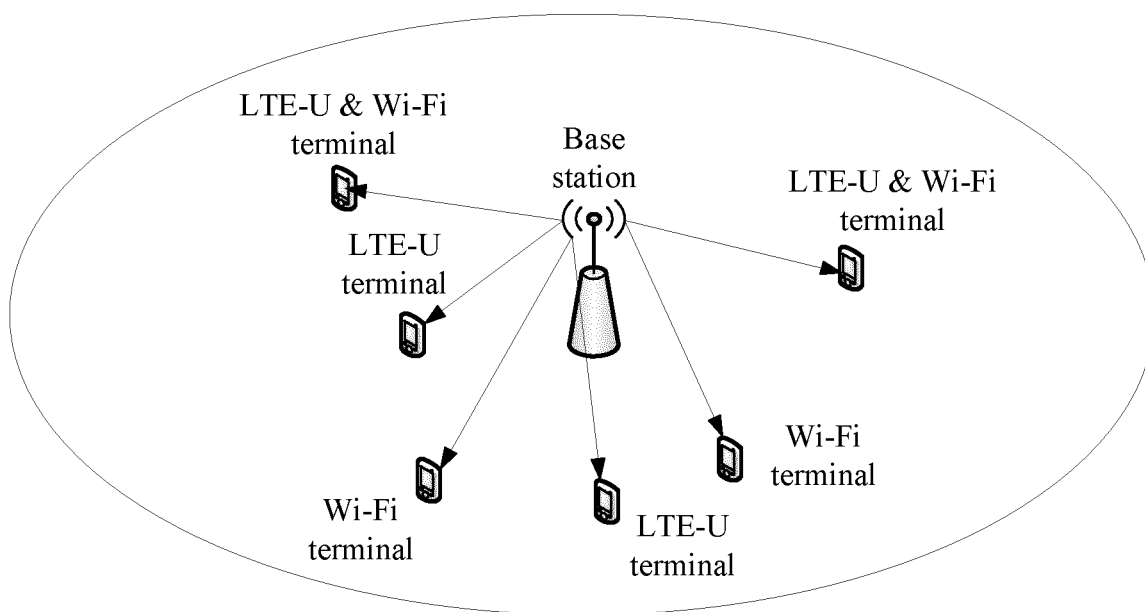 LTE-U & Wi-Fi
terminal
Base
station
LTE-U & Wi-Fi
terminal
LTE-U
terminal
Wi-Fi
terminal
Wi-Fi
terminal
LTE-U
terminal